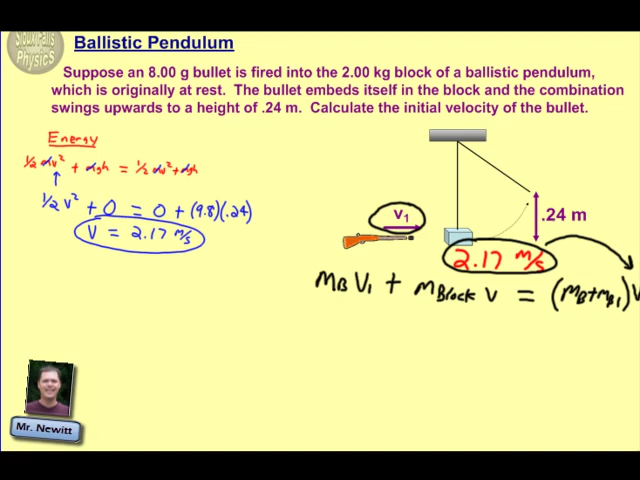 Sioux Falls
Physics
Ballistic Pendulum
Suppose an 8.00 g bullet is fired into the 2.00 kg block of a ballistic pendulum,
which is originally at rest. The bullet embeds itself in the block and the combination
swings upwards to a height of .24 m. Calculate the initial velocity of the bullet.
Energy
1/2 mv² + mgh = 1/2 mv² + mgh
1/2 v² + 0 = 0 + (9.8)(.24)
v = 2.17 m/s
v₁
.24 m
2.17 m/s
mB V₁ + mBlock V = (mB+mBl)V
Mr. Newitt